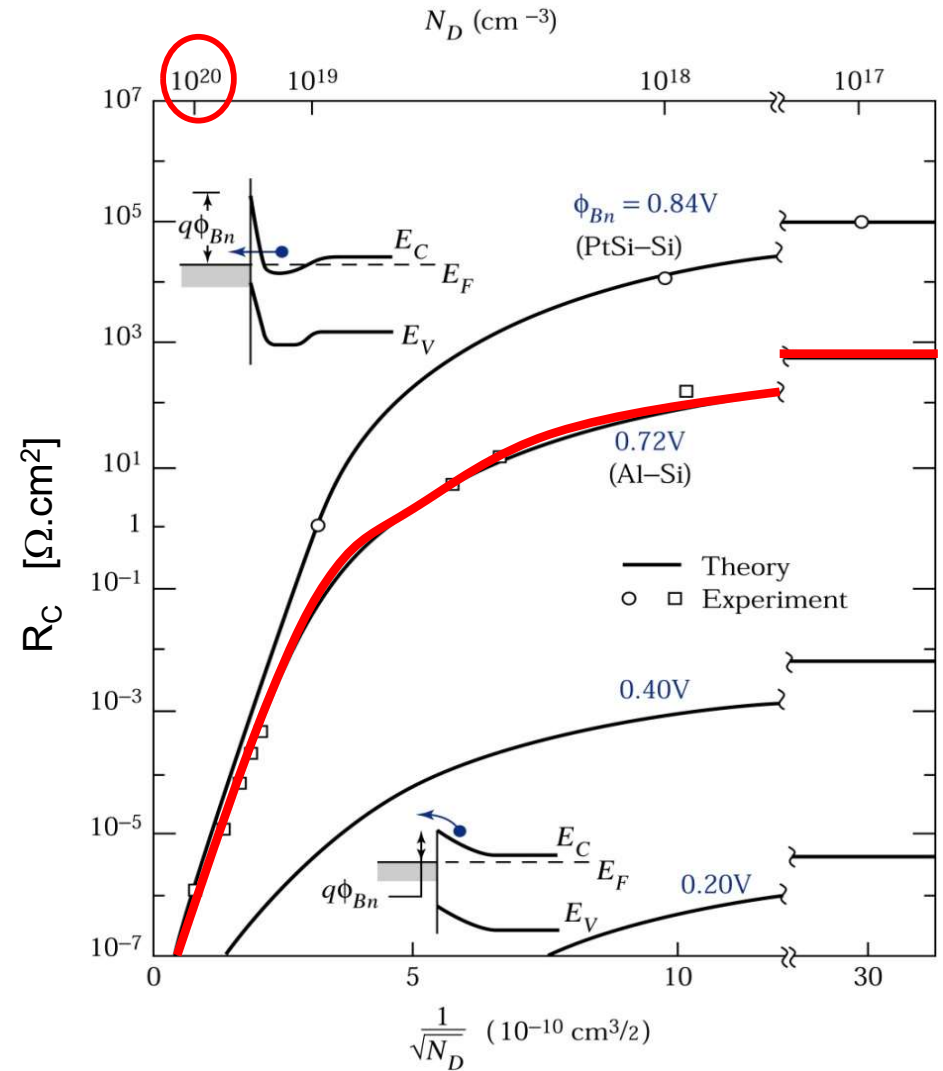 N_D (cm ⁻³)
10²⁰ 10¹⁹ 10¹⁸ 10¹⁷
10⁷
10⁵
10³
10¹
1
10⁻¹
10⁻³
10⁻⁵
10⁻⁷
R_C [Ω.cm²]
qϕ_Bn
E_C
E_F
E_V
ϕ_Bn = 0.84V
(PtSi–Si)
0.72V
(Al–Si)
Theory
Experiment
0.40V
qϕ_Bn
E_C
E_F
E_V
0.20V
0 5 10 30
1/√N_D (10⁻¹⁰ cm³/²)